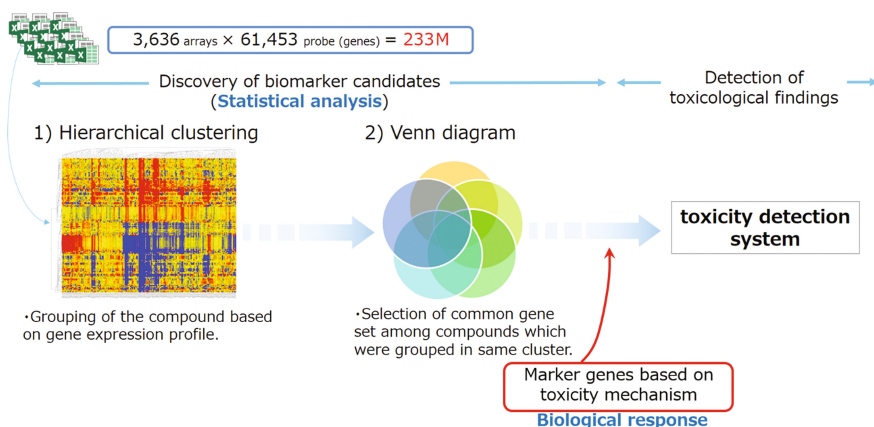 3,636 arrays × 61,453 probe (genes) = 233M
Discovery of biomarker candidates
(Statistical analysis)
Detection of
toxicological findings
1) Hierarchical clustering
2) Venn diagram
toxicity detection
system
・Grouping of the compound based
on gene expression profile.
・Selection of common gene
set among compounds which
were grouped in same cluster.
Marker genes based on
toxicity mechanism
Biological response